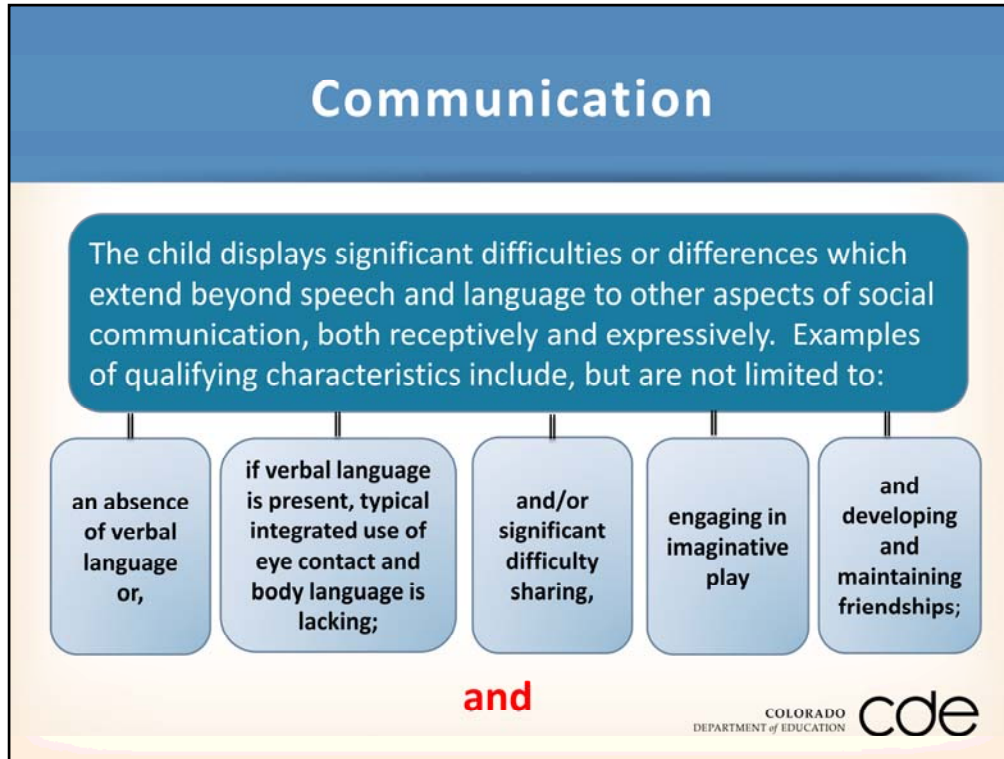 Communication
The child displays significant difficulties or differences which
extend beyond speech and language to other aspects of social
communication, both receptively and expressively.  Examples
of qualifying characteristics include, but are not limited to:
an absence
of verbal
language
or,
if verbal language
is present, typical
integrated use of
eye contact and
body language is
lacking;
and/or
significant
difficulty
sharing,
engaging in
imaginative
play
and
developing
and
maintaining
friendships;
and
COLORADO
DEPARTMENT of EDUCATION
cde